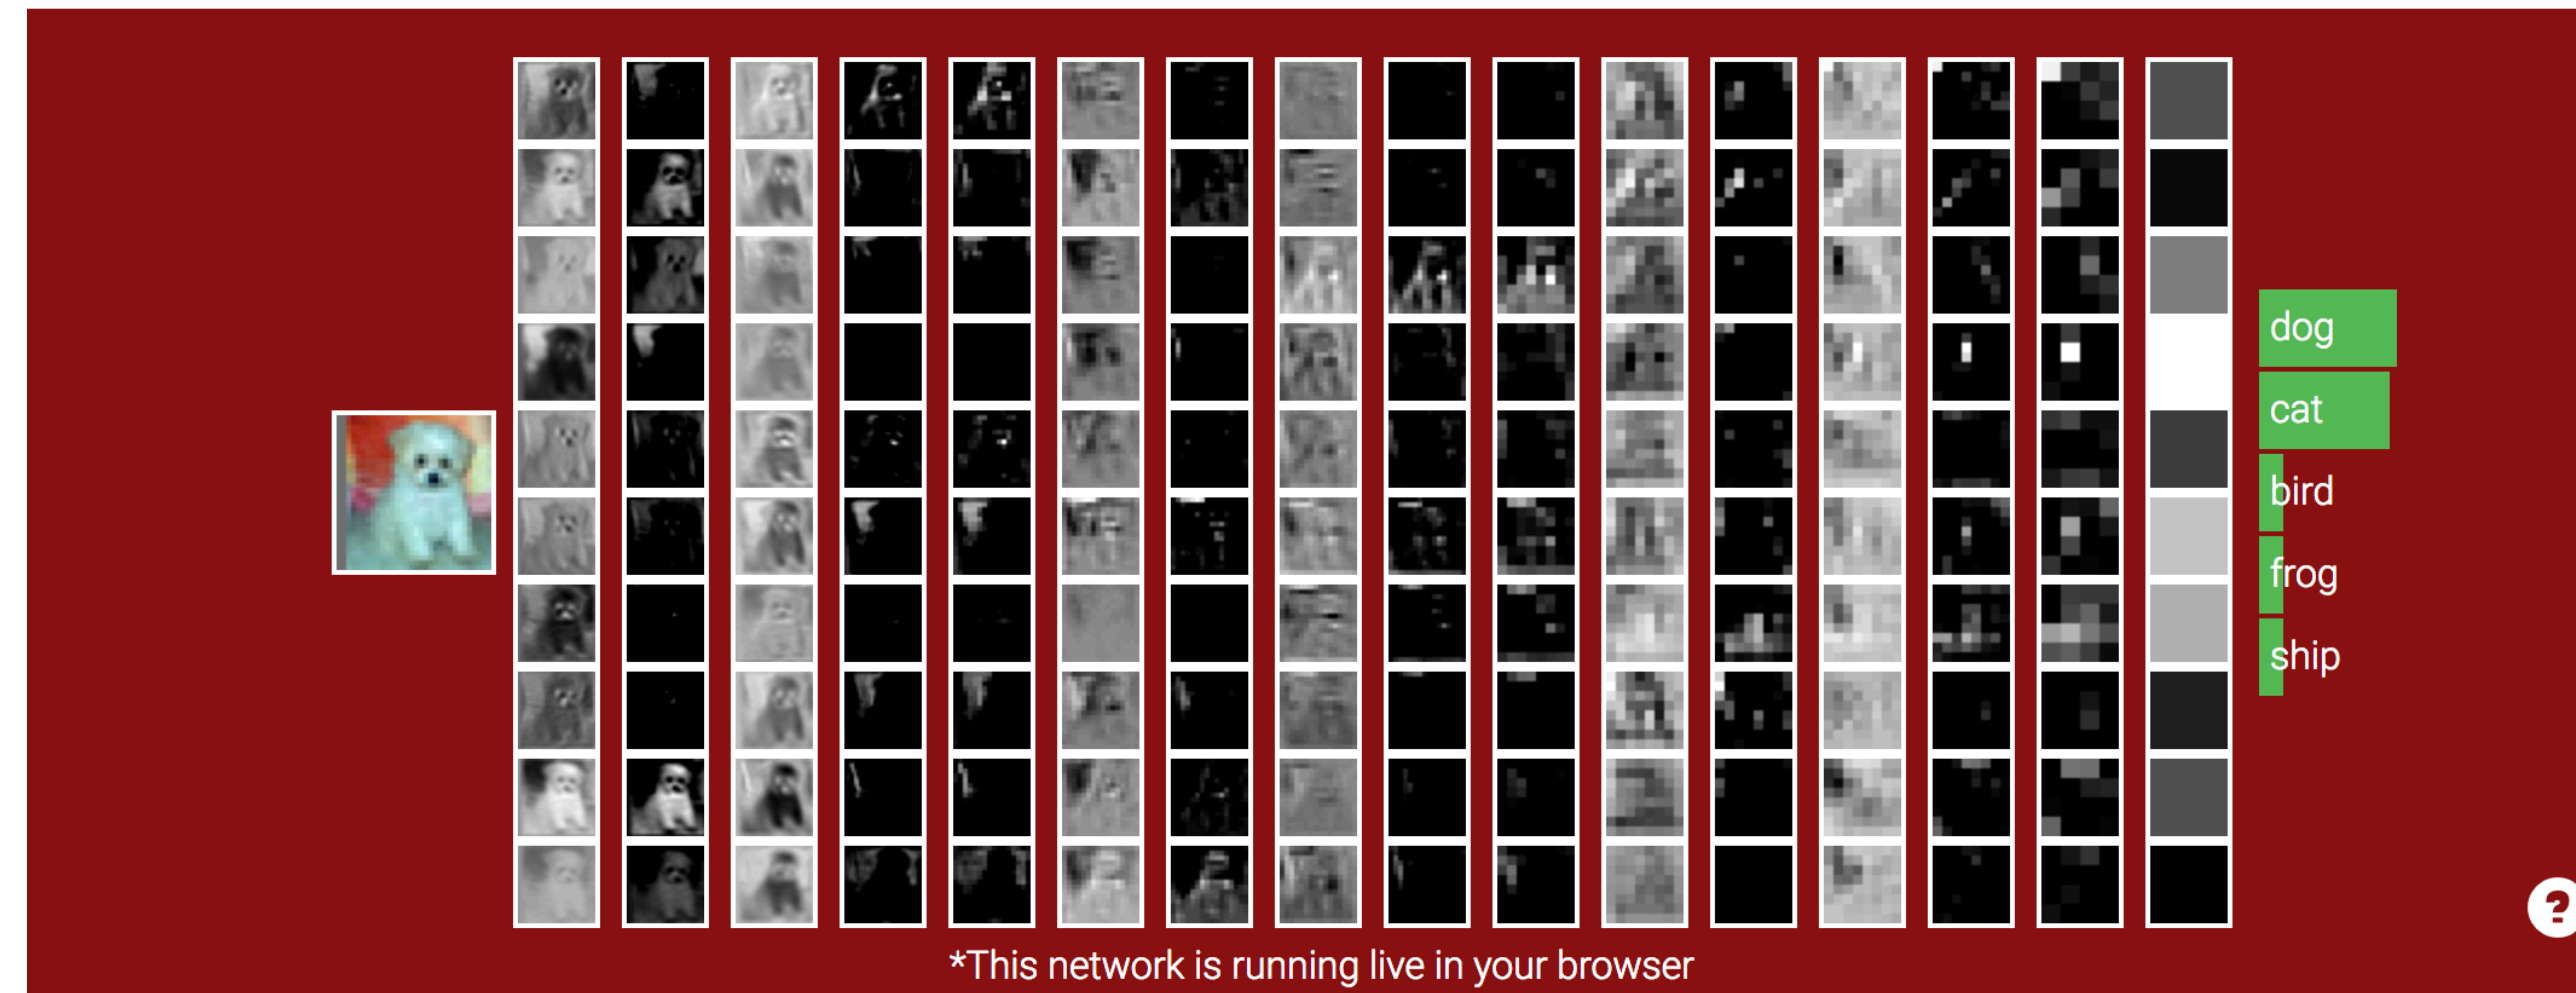 dog
cat
bird
frog
ship
?
*This network is running live in your browser